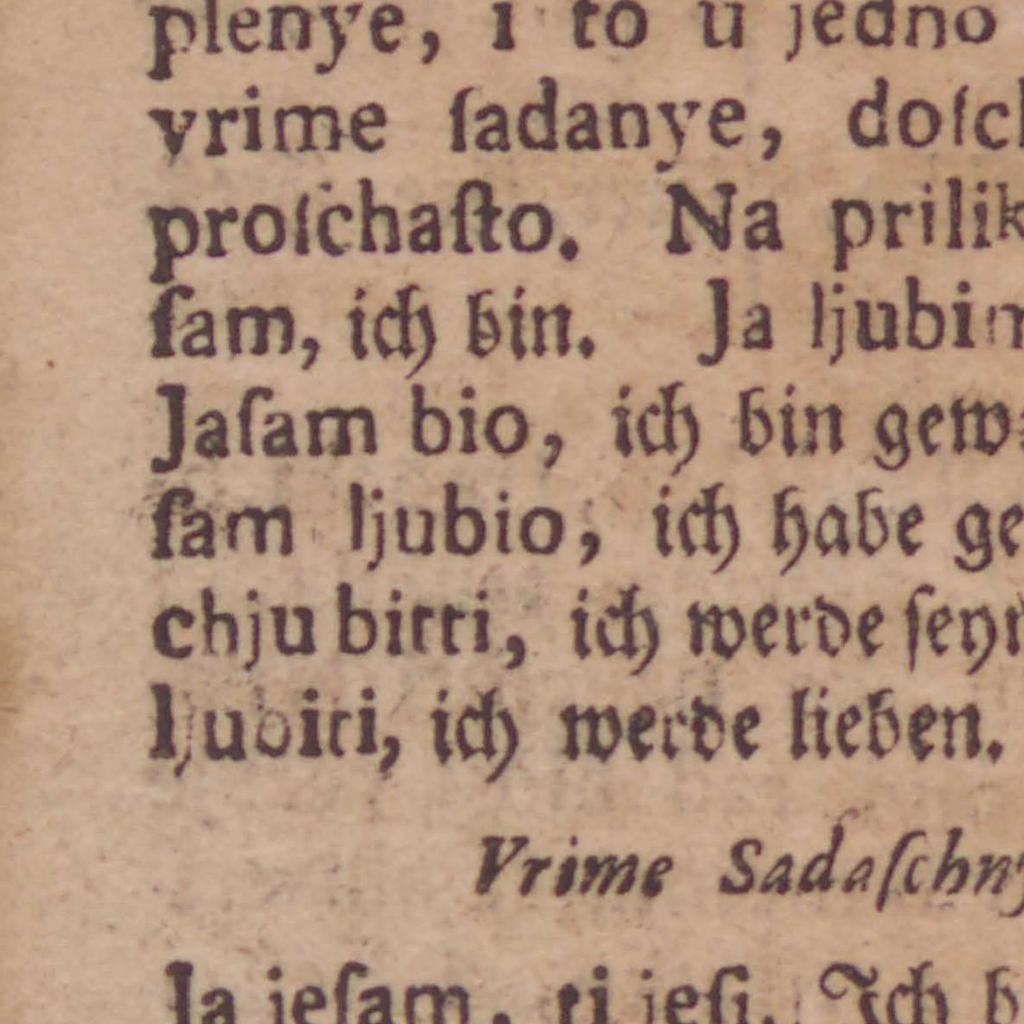 plenye, i to u jedno
vrime ſadanye, doſch
proſchaſto. Na prilik
ſam, ich bin. Ja ljubim
Jaſam bio, ich bin gew
ſam ljubio, ich habe ge
chju bitti, ich werde ſeyn
ljubiti, ich werde lieben.
Vrime Sadaſchny
Ja jeſam, ti jeſi. Ich b